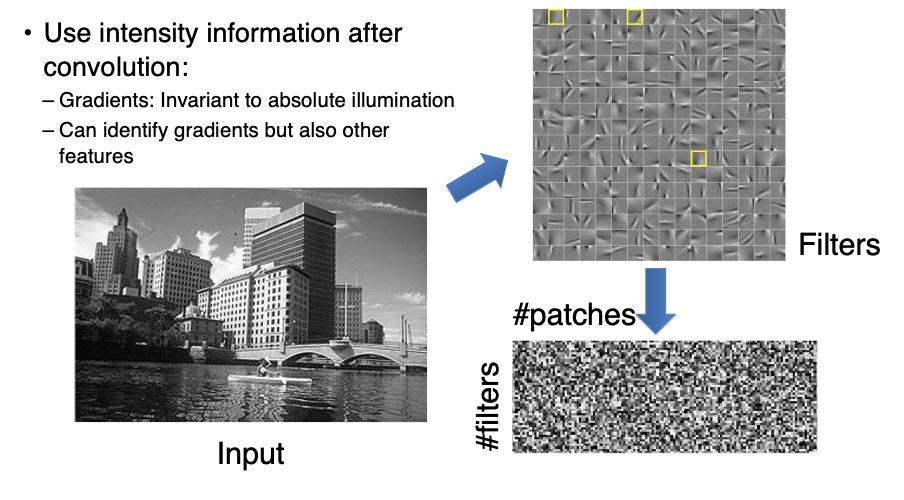 • Use intensity information after
convolution:
– Gradients: Invariant to absolute illumination
– Can identify gradients but also other
features
Filters
#patches
#filters
Input